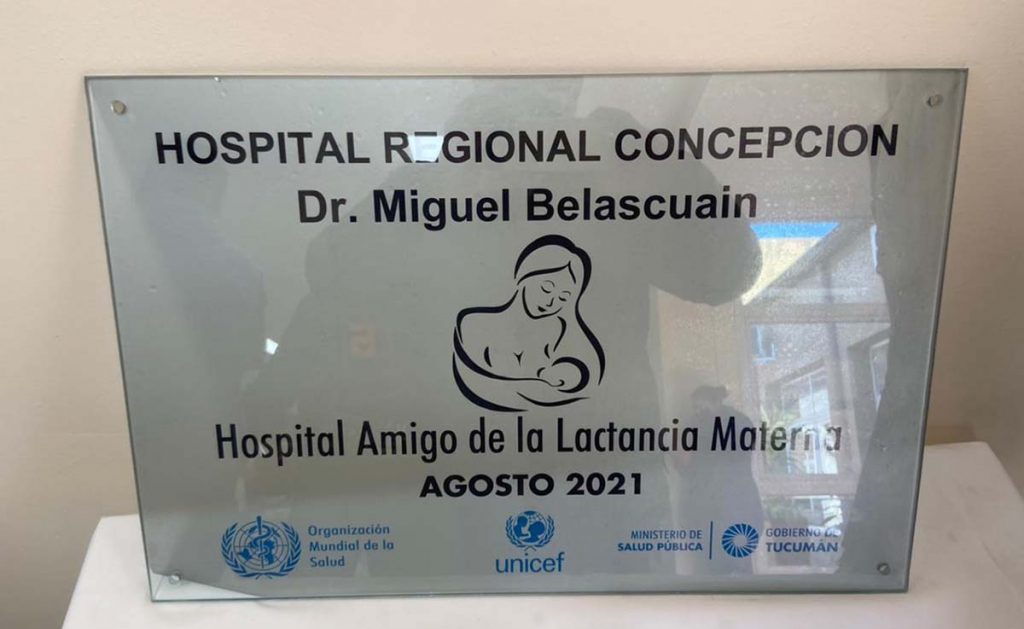 HOSPITAL REGIONAL CONCEPCION
Dr. Miguel Belascuain
Hospital Amigo de la Lactancia Materna
AGOSTO 2021
Organización
Mundial de la
Salud
unicef
MINISTERIO DE
SALUD PÚBLICA
GOBIERNO DE
TUCUMÁN